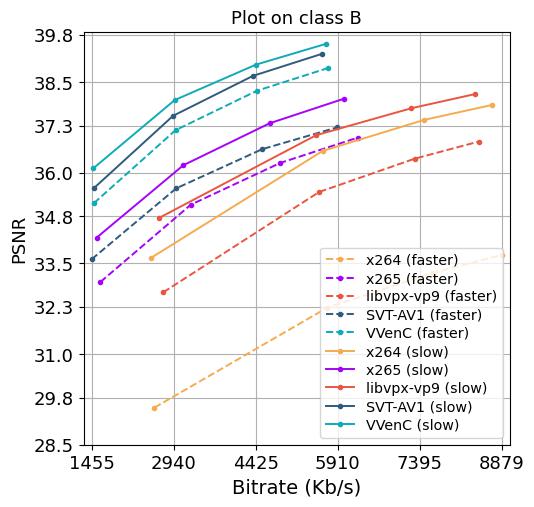 Plot on class B
39.8
38.5
37.3
36.0
34.8
33.5
32.3
31.0
29.8
28.5
PSNR
x264 (faster)
x265 (faster)
libvpx-vp9 (faster)
SVT-AV1 (faster)
VVenC (faster)
x264 (slow)
x265 (slow)
libvpx-vp9 (slow)
SVT-AV1 (slow)
VVenC (slow)
1455 2940 4425 5910 7395 8879
Bitrate (Kb/s)